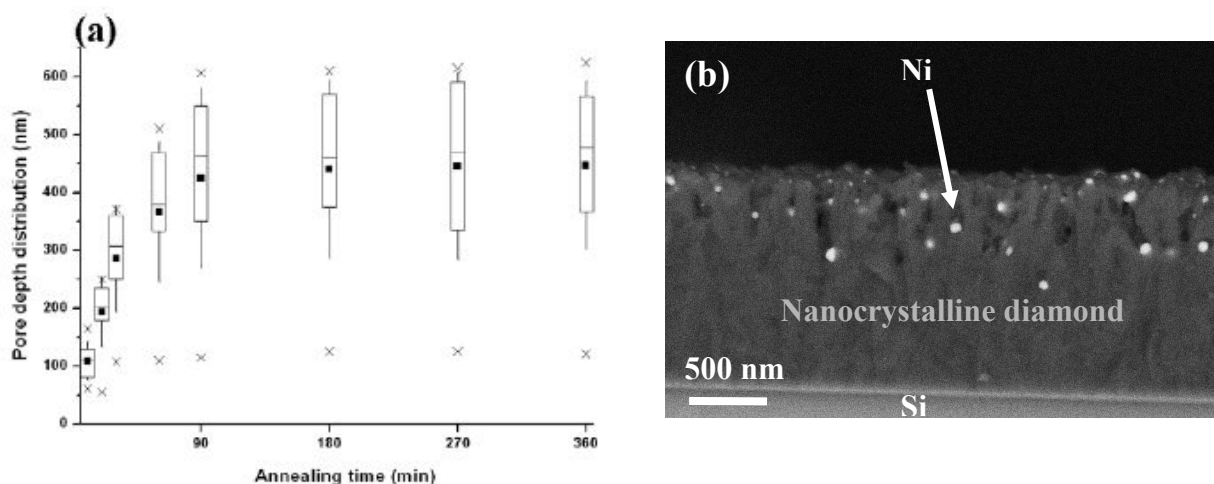 (a)
Pore depth distribution (nm)
600
500
400
300
200
100
0
90
180
270
360
Annealing time (min)
(b)
Ni
Nanocrystalline diamond
500 nm
Si